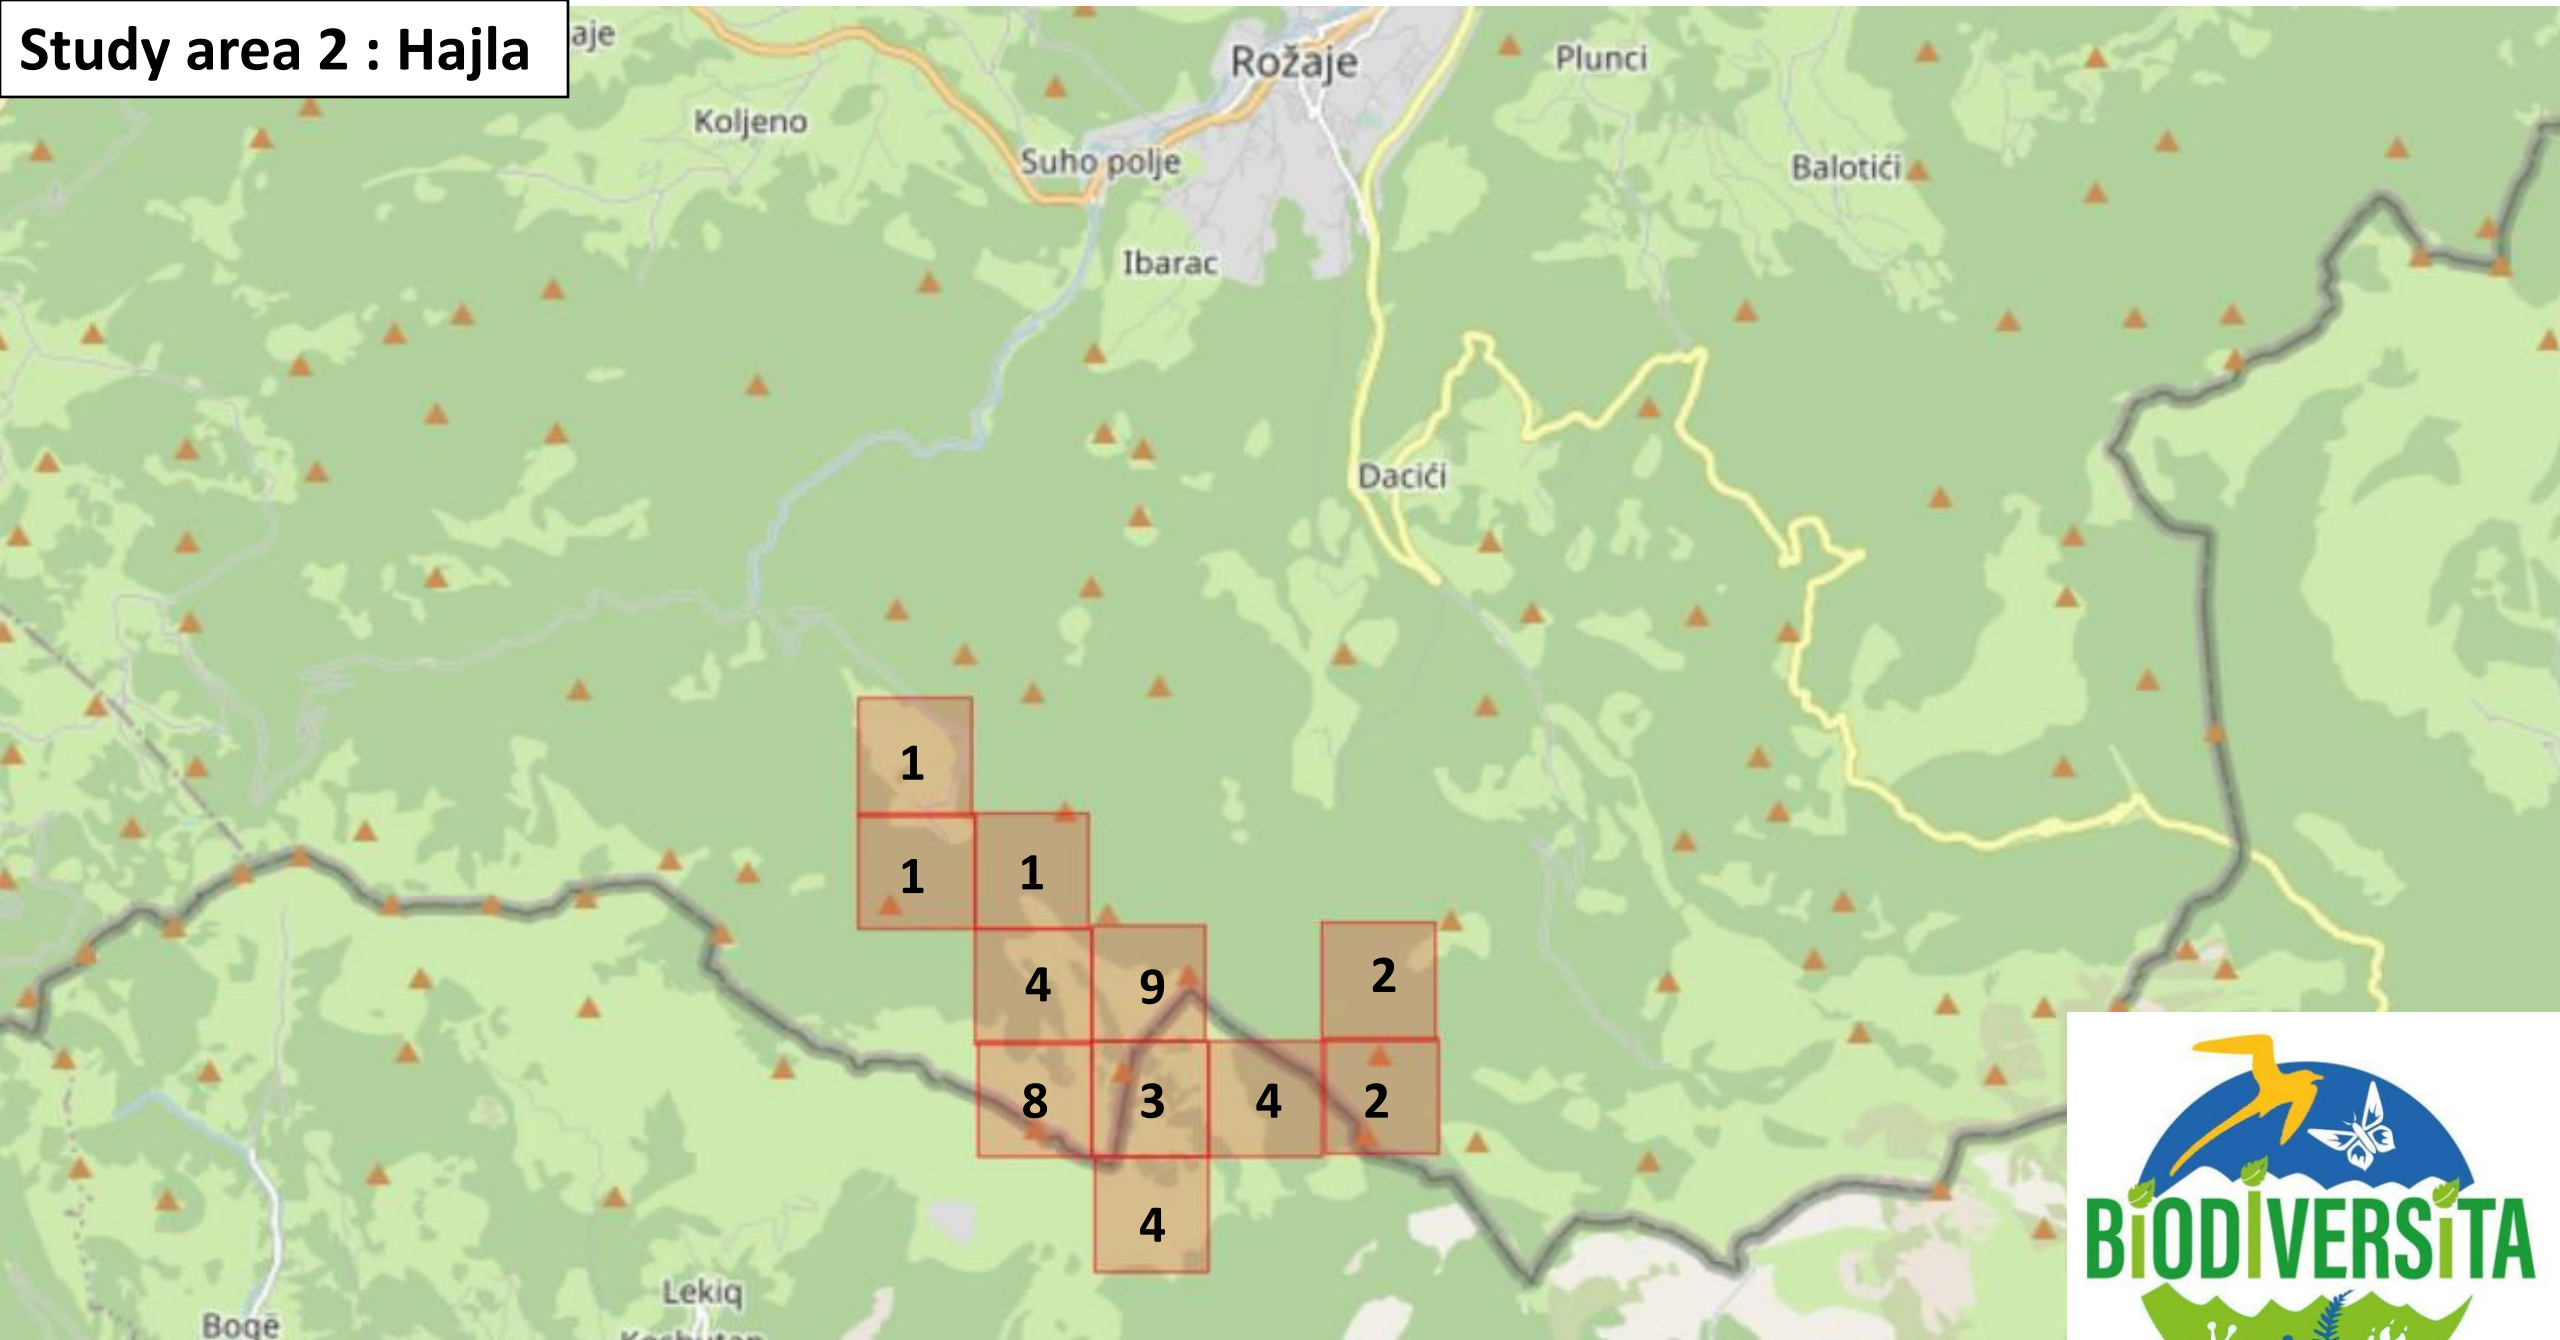 Study area 2 : Hajla
aje
Rožaje
Plunci
Koljeno
Suho polje
Balotići
Ibarac
Dacići
1
1
1
4
9
2
8
3
4
2
4
Lekiq
Bogë
BiODiVERSiTA